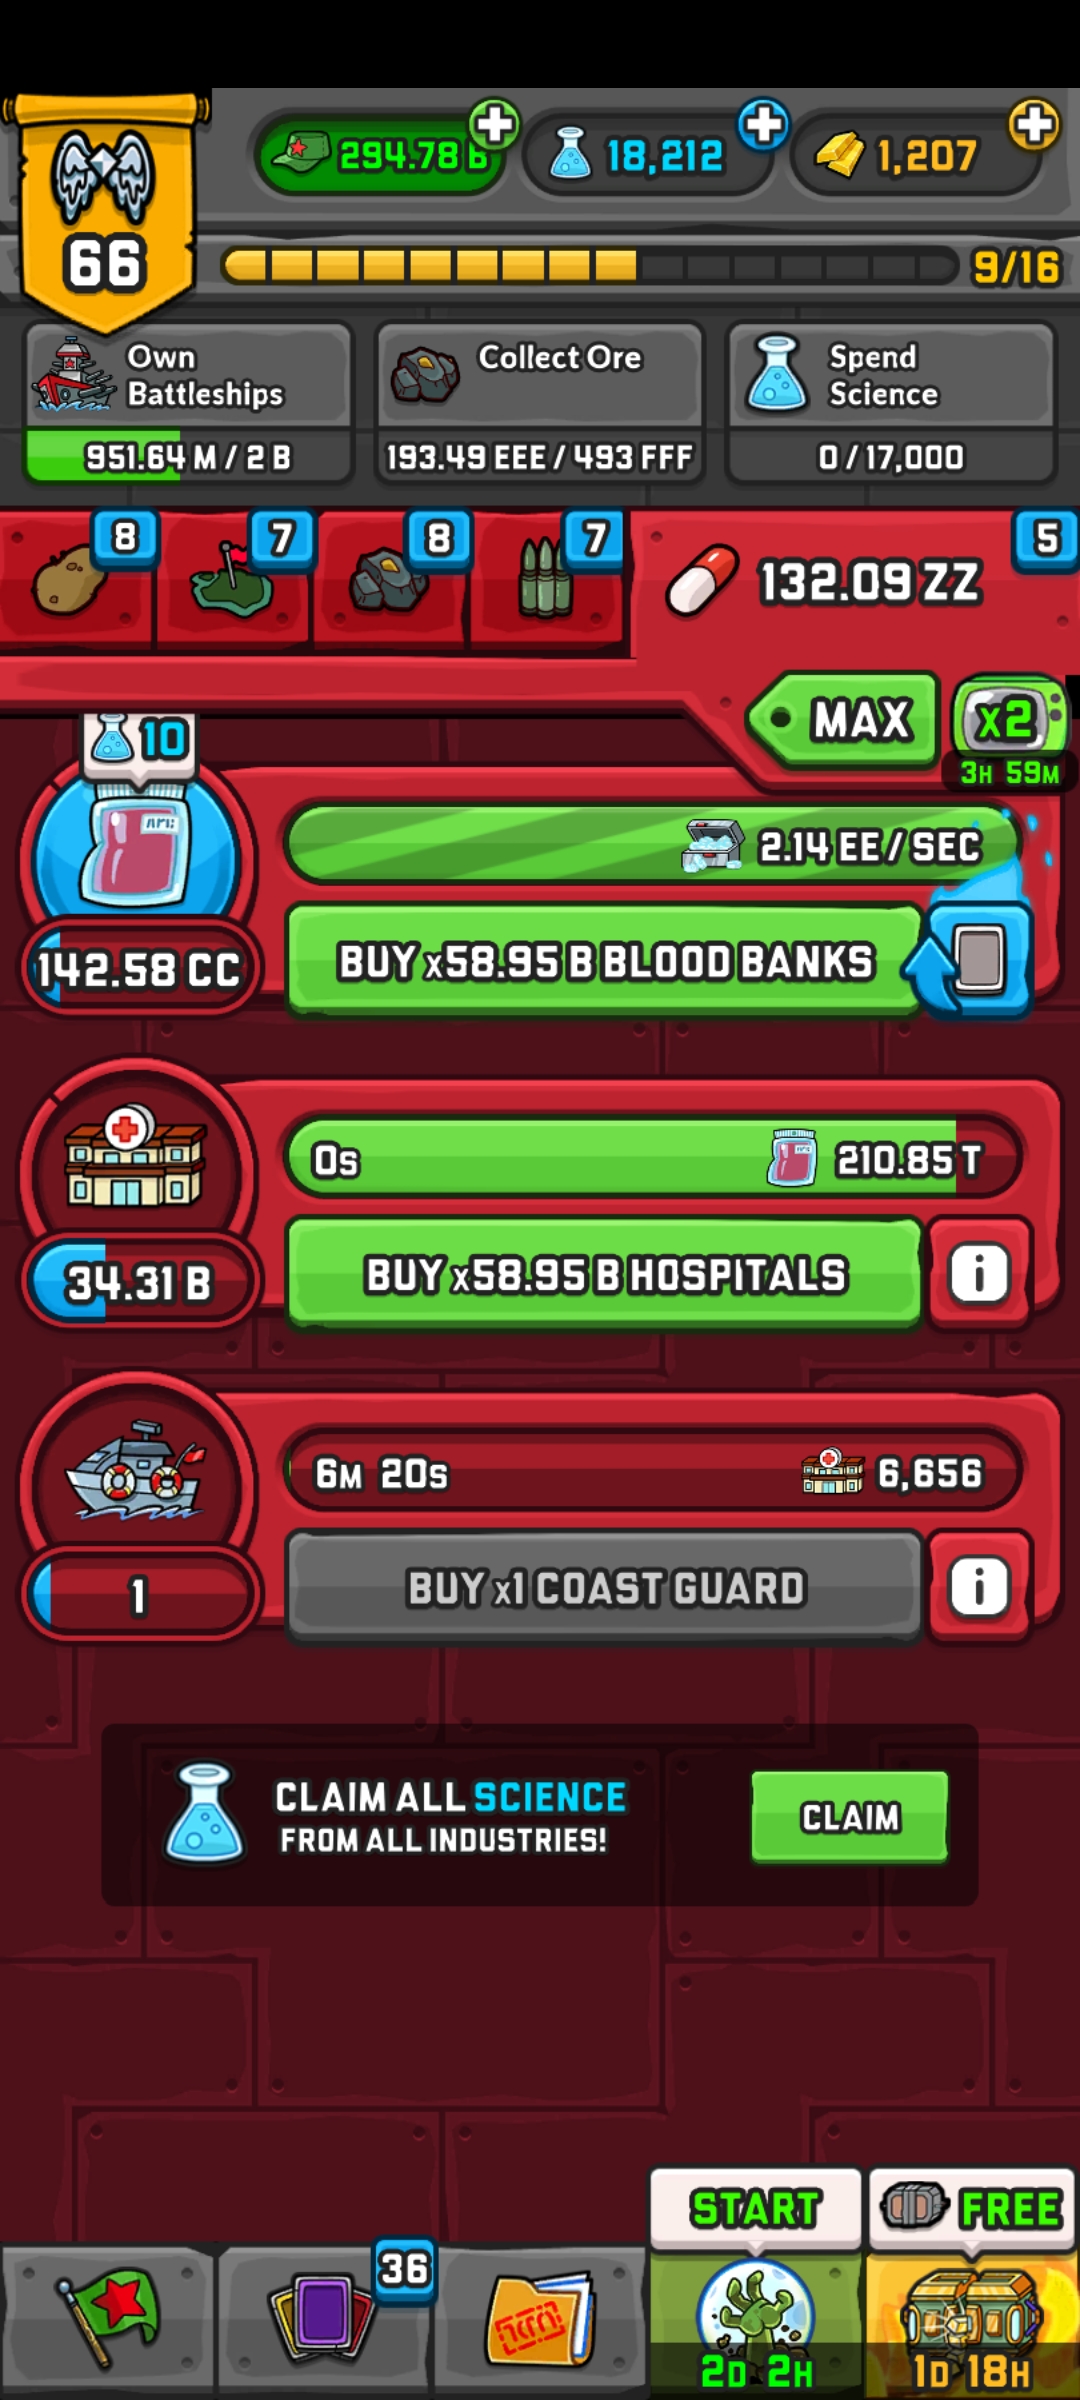 294.78 B
18,212
1,207
66
9/16
Own
Battleships
951.64 M / 2 B
Collect Ore
193.49 EEE / 493 FFF
Spend
Science
0 / 17,000
8
7
8
7
132.09 ZZ
5
MAX
x2
3H 59M
10
2.14 EE / SEC
142.58 CC
BUY x58.95 B BLOOD BANKS
0s
210.85 T
34.31 B
BUY x58.95 B HOSPITALS
i
6M 20s
6,656
1
BUY x1 COAST GUARD
i
CLAIM ALL SCIENCE
FROM ALL INDUSTRIES!
CLAIM
START
FREE
36
2D 2H
1D 18H